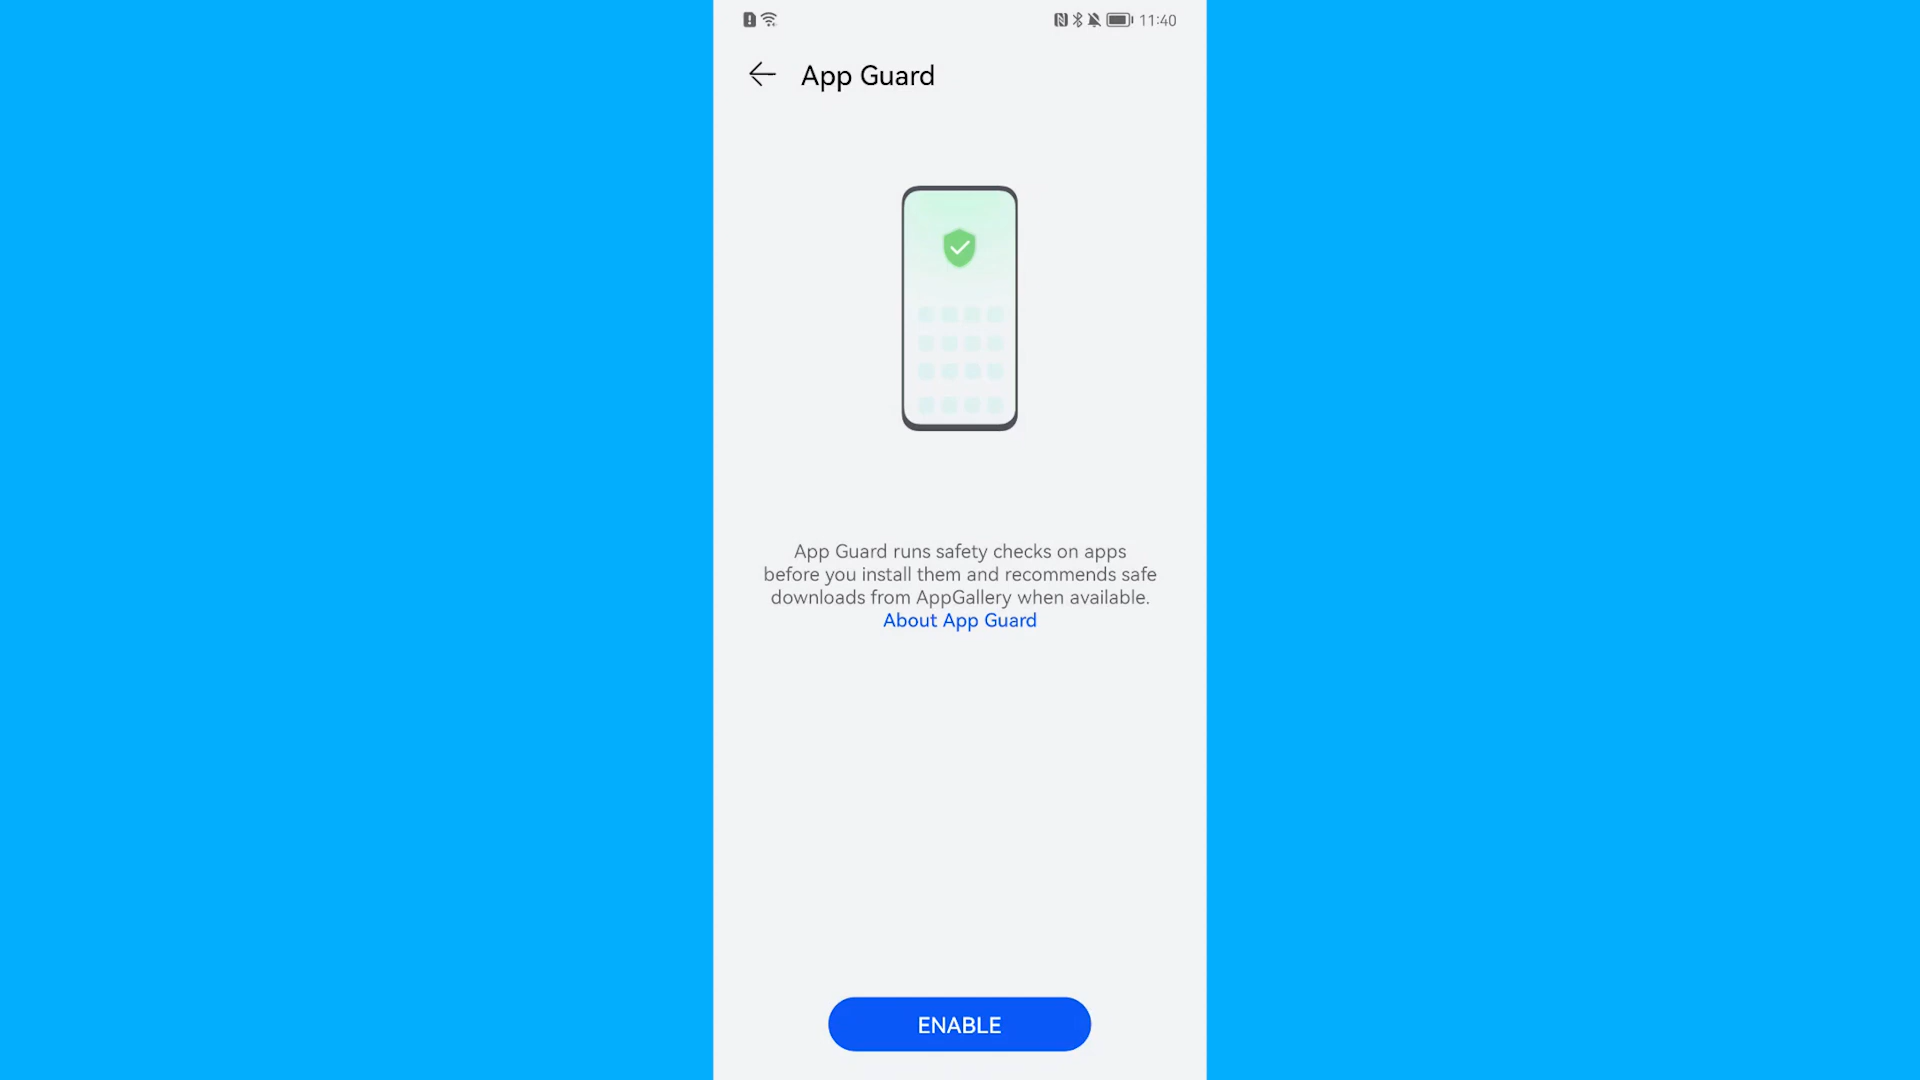 11:40
App Guard
App Guard runs safety checks on apps
before you install them and recommends safe
downloads from AppGallery when available.
About App Guard
ENABLE